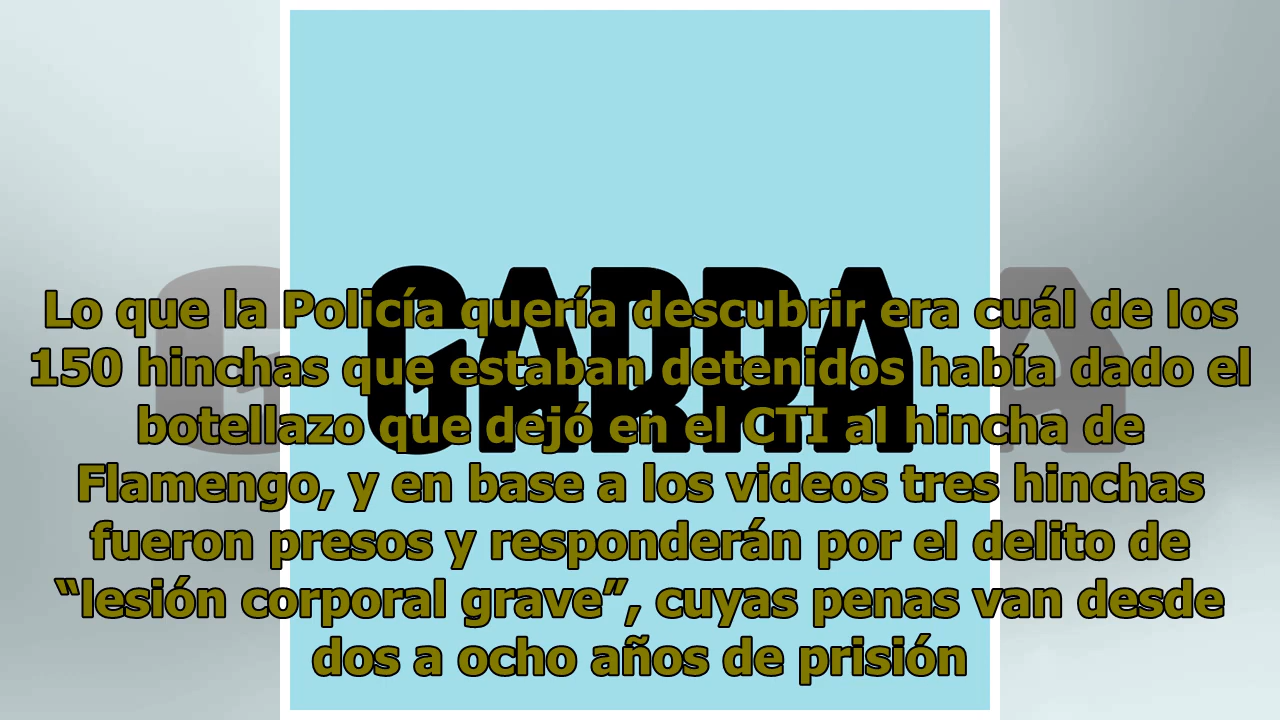 GARPA
Lo que la Policía quería descubrir era cuál de los
150 hinchas que estaban detenidos había dado el
botellazo que dejó en el CTI al hincha de
Flamengo, y en base a los videos tres hinchas
fueron presos y responderán por el delito de
“lesión corporal grave”, cuyas penas van desde
dos a ocho años de prisión